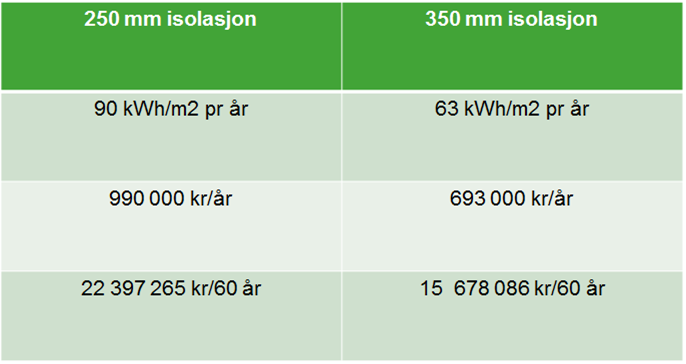 250 mm isolasjon 350 mm isolasjon
90 kWh/m2 pr år 63 kWh/m2 pr år
990 000 kr/år 693 000 kr/år
22 397 265 kr/60 år 15  678 086 kr/60 år